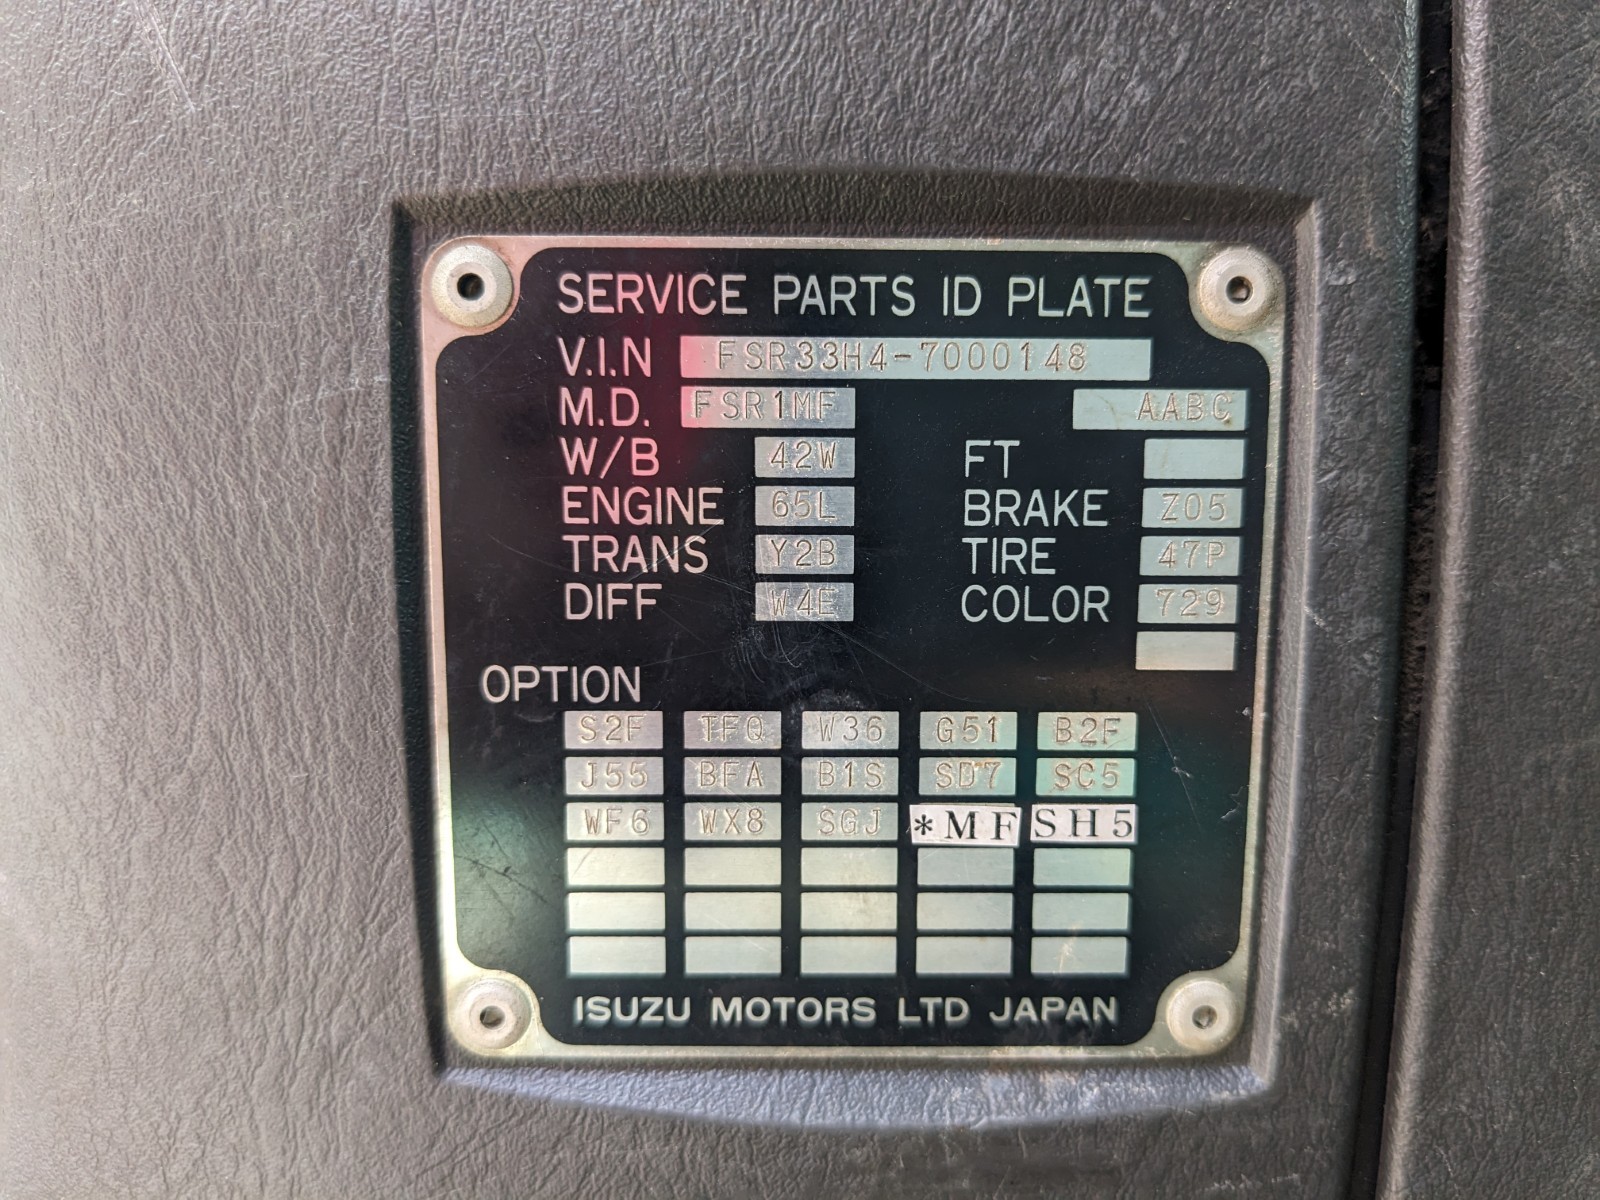 SERVICE PARTS ID PLATE
V.I.N FSR33H4-7000148
M.D. FSR1MF AABC
W/B 42W FT
ENGINE 65L BRAKE Z05
TRANS Y2B TIRE 47P
DIFF W4E COLOR 729
OPTION
S2F TFQ W36 G51 B2F
J55 BFA B1S SD7 SC5
WF6 WX8 SGJ *MF SH5
ISUZU MOTORS LTD JAPAN